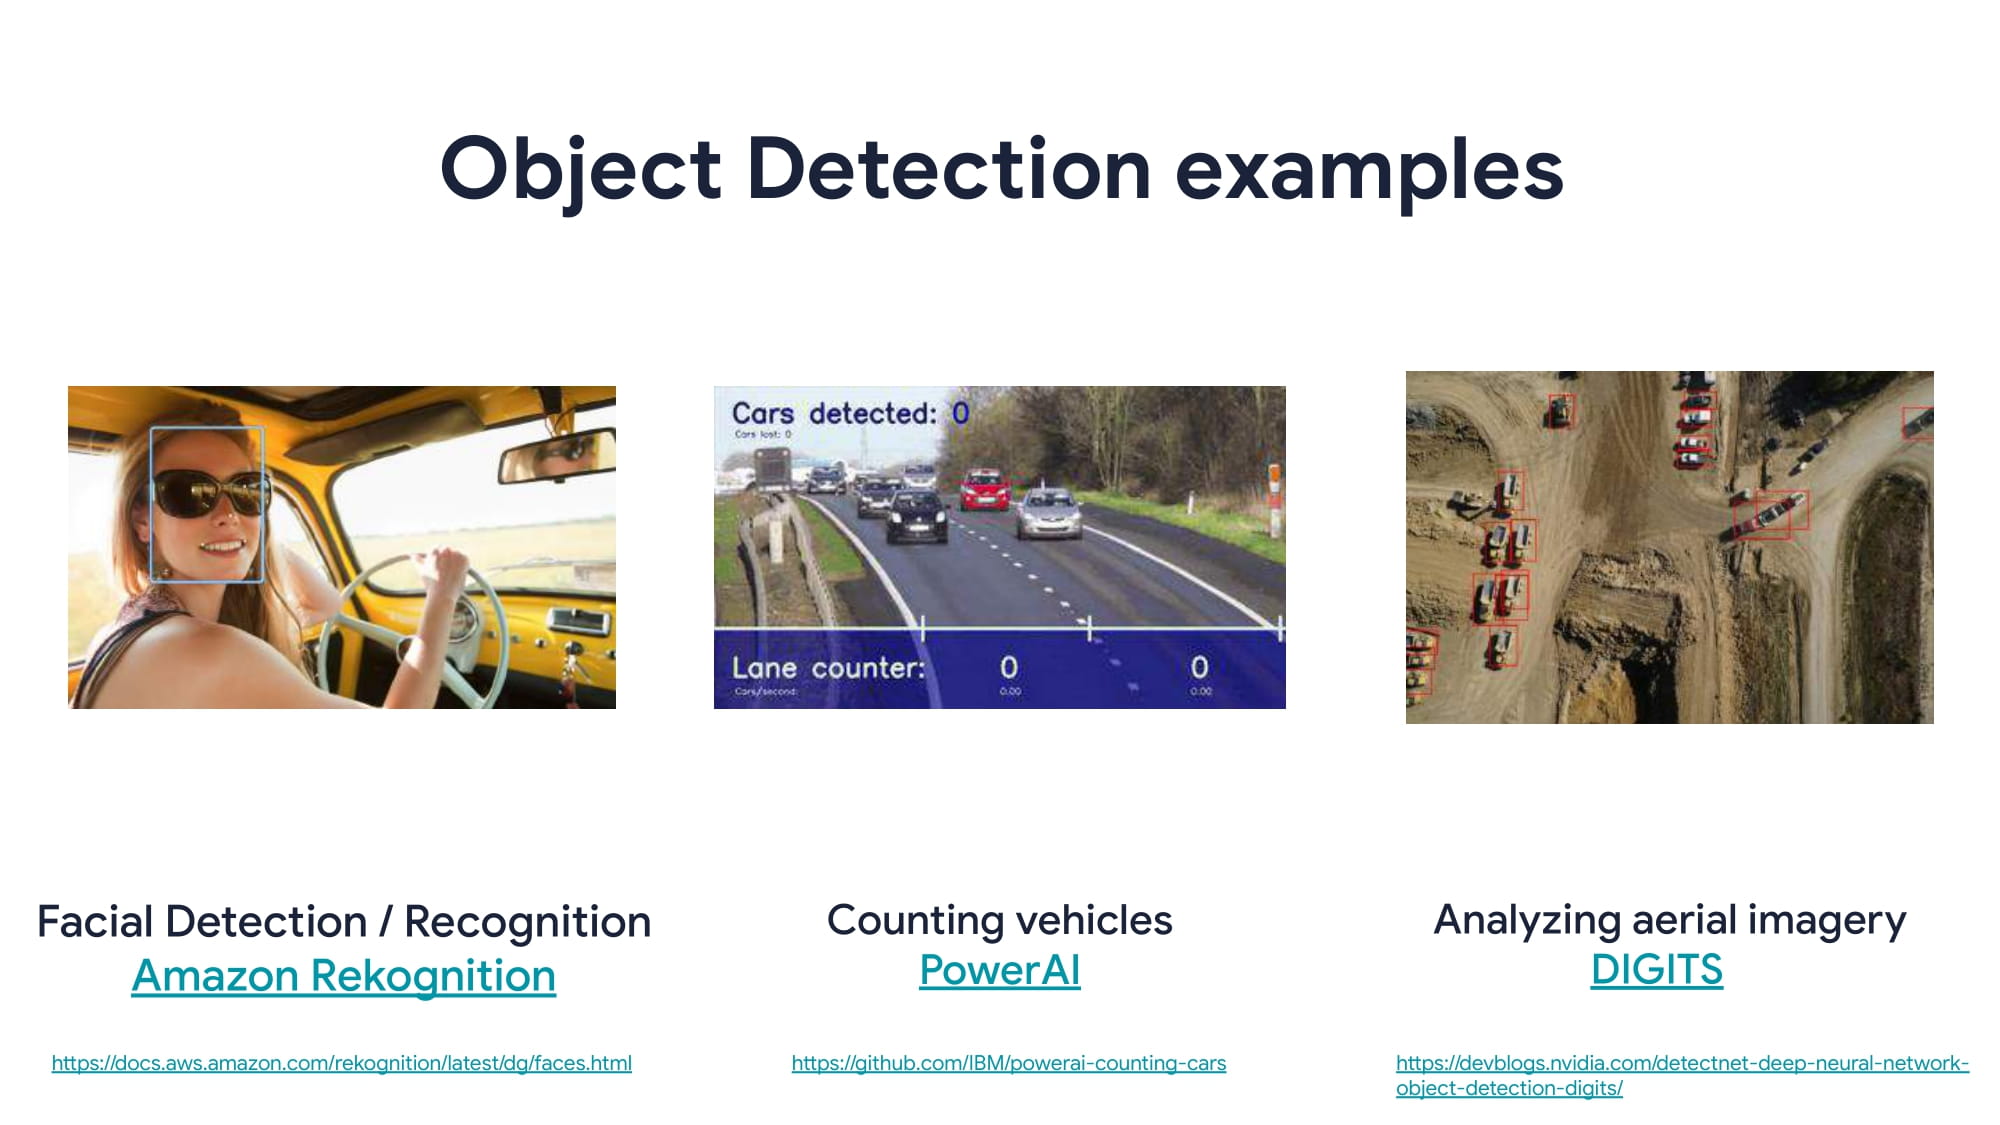 Object Detection examples
Cars detected: 0
Cars lost: 0
Lane counter: 0 0
Cars/second: 0.00 0.00
Facial Detection / Recognition
Amazon Rekognition
https://docs.aws.amazon.com/rekognition/latest/dg/faces.html
Counting vehicles
PowerAI
https://github.com/IBM/powerai-counting-cars
Analyzing aerial imagery
DIGITS
https://devblogs.nvidia.com/detectnet-deep-neural-network-
object-detection-digits/